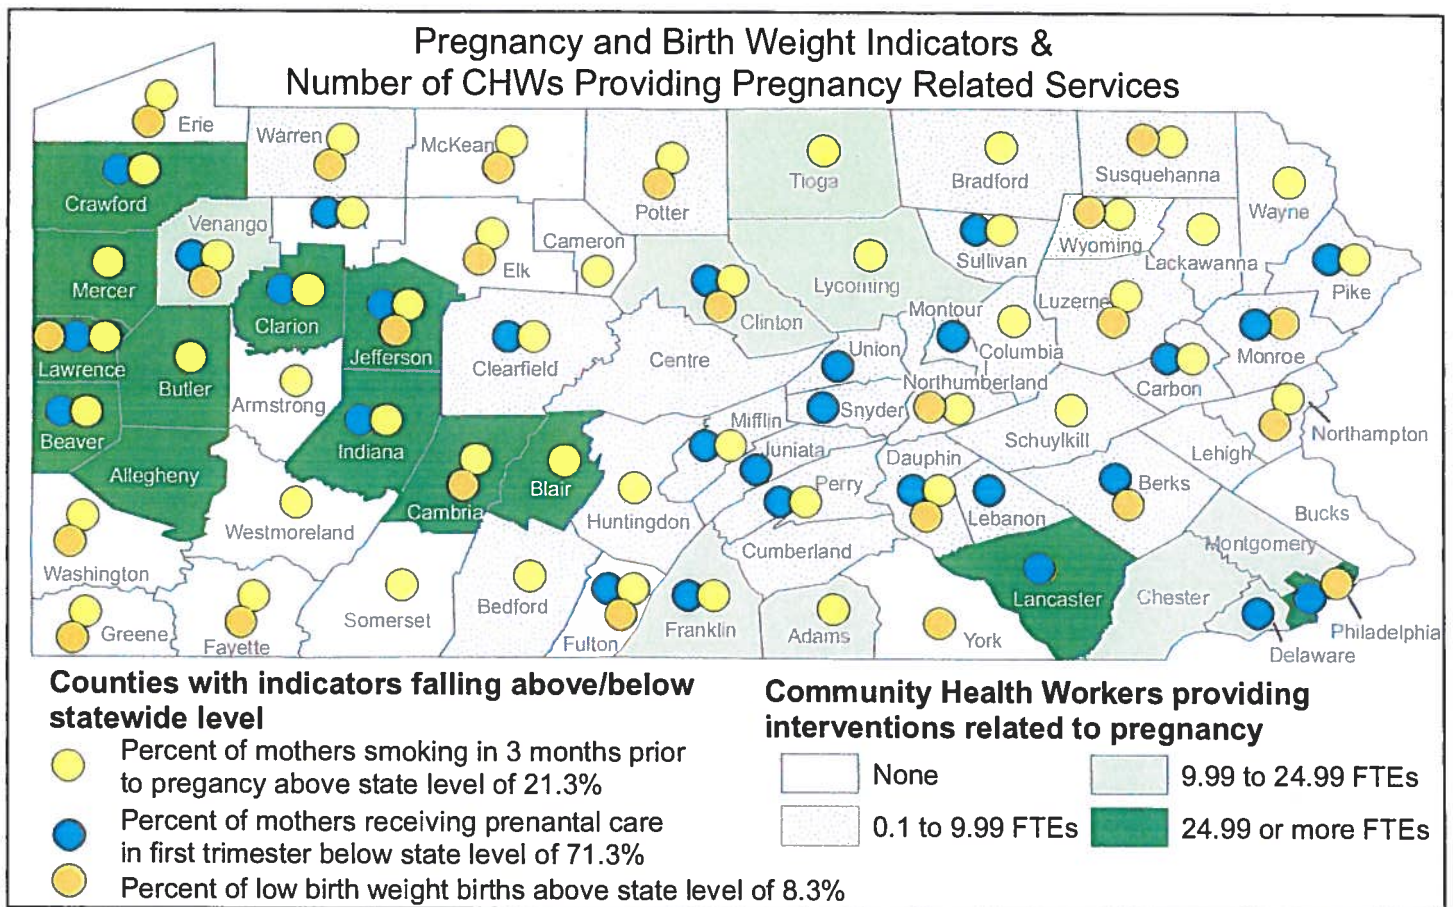 Pregnancy and Birth Weight Indicators &
Number of CHWs Providing Pregnancy Related Services
Erie
Warren
McKean
Potter
Tioga
Bradford
Susquehanna
Wayne
Crawford
Venango
Elk
Cameron
Clinton
Lycoming
Sullivan
Wyoming
Lackawanna
Pike
Mercer
Clarion
Jefferson
Clearfield
Centre
Union
Montour
Columbia
Luzerne
Carbon
Monroe
Lawrence
Butler
Armstrong
Indiana
Mifflin
Snyder
Northumberland
Schuylkill
Lehigh
Northampton
Beaver
Allegheny
Cambria
Blair
Huntingdon
Juniata
Perry
Dauphin
Lebanon
Berks
Bucks
Westmoreland
Washington
Cumberland
Montgomery
Greene
Fayette
Somerset
Bedford
Fulton
Franklin
Adams
York
Lancaster
Chester
Delaware
Philadelphia
Counties with indicators falling above/below
statewide level
Percent of mothers smoking in 3 months prior
to pregancy above state level of 21.3%
Percent of mothers receiving prenantal care
in first trimester below state level of 71.3%
Percent of low birth weight births above state level of 8.3%
Community Health Workers providing
interventions related to pregnancy
None
0.1 to 9.99 FTEs
9.99 to 24.99 FTEs
24.99 or more FTEs